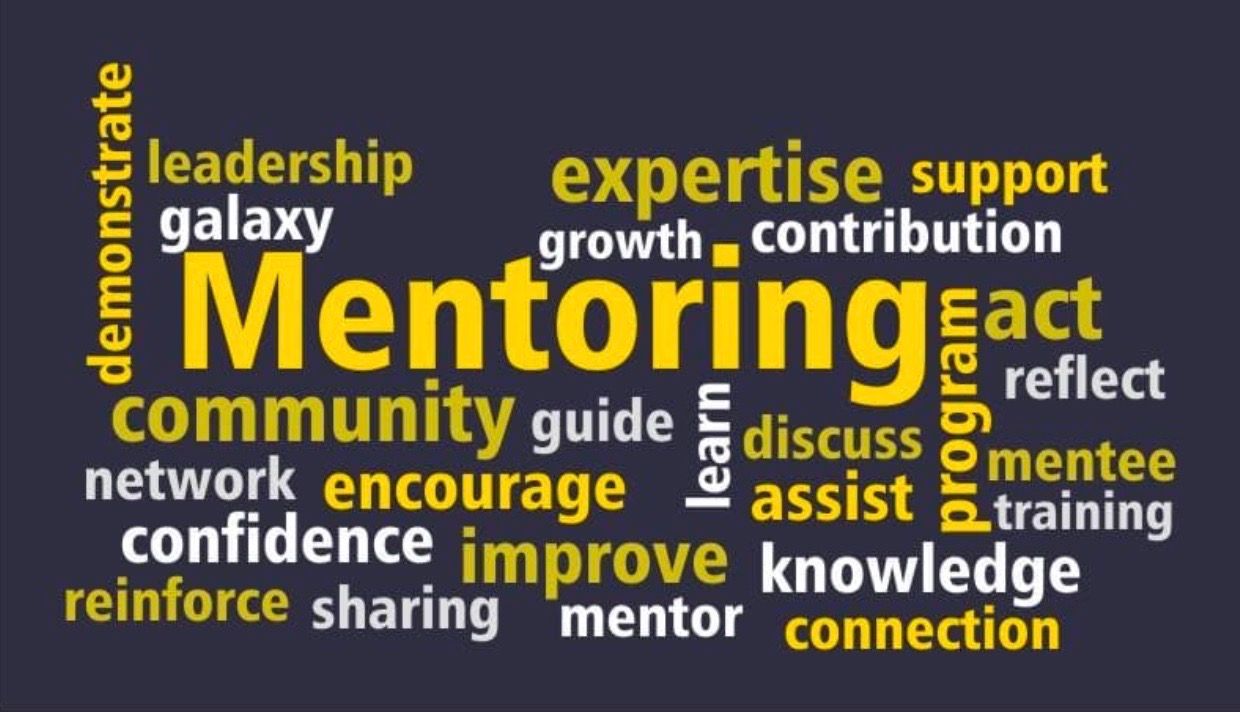 demonstrate
leadership
expertise
support
galaxy
growth
contribution
Mentoring
program
act
reflect
community
guide
learn
discuss
mentee
network
encourage
assist
training
confidence
improve
knowledge
reinforce
sharing
mentor
connection